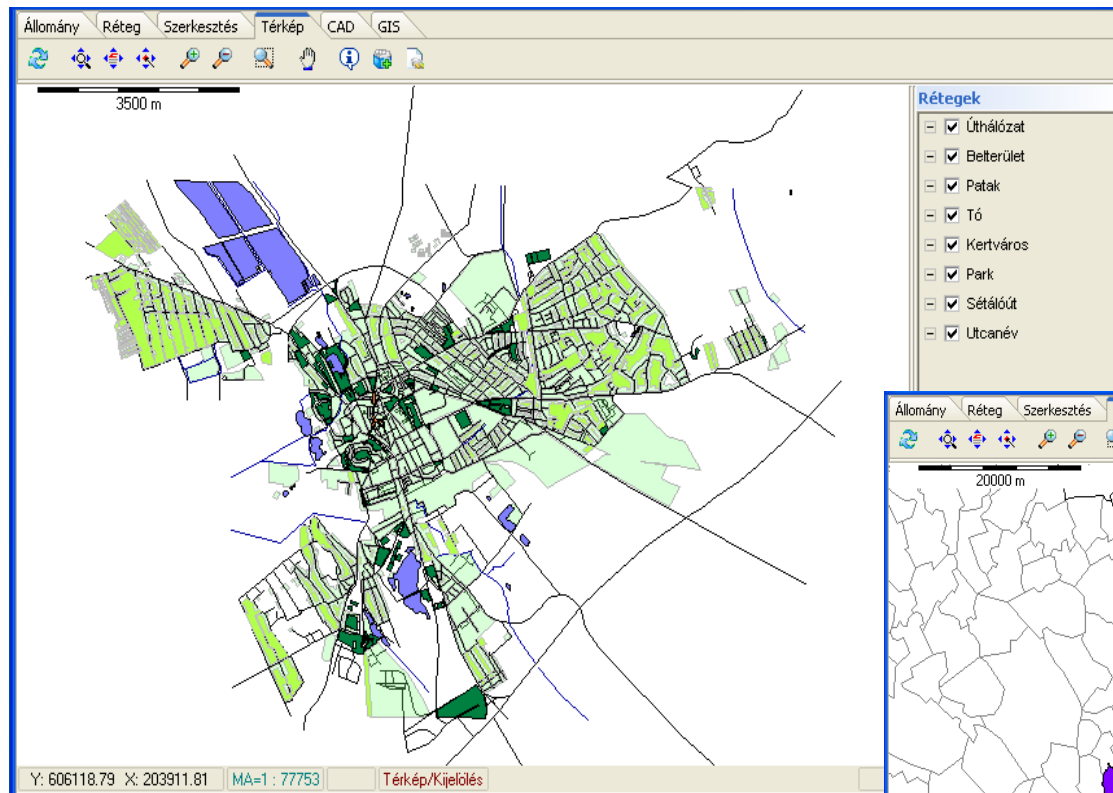 Állomány Réteg Szerkesztés Térkép CAD GIS
3500 m
Rétegek
Úthálózat
Belterület
Patak
Tó
Kertváros
Park
Sétálóút
Utcanév
Állomány Réteg Szerkesztés
20000 m
Y: 606118.79 X: 203911.81 MA=1 : 77753 Térkép/Kijelölés